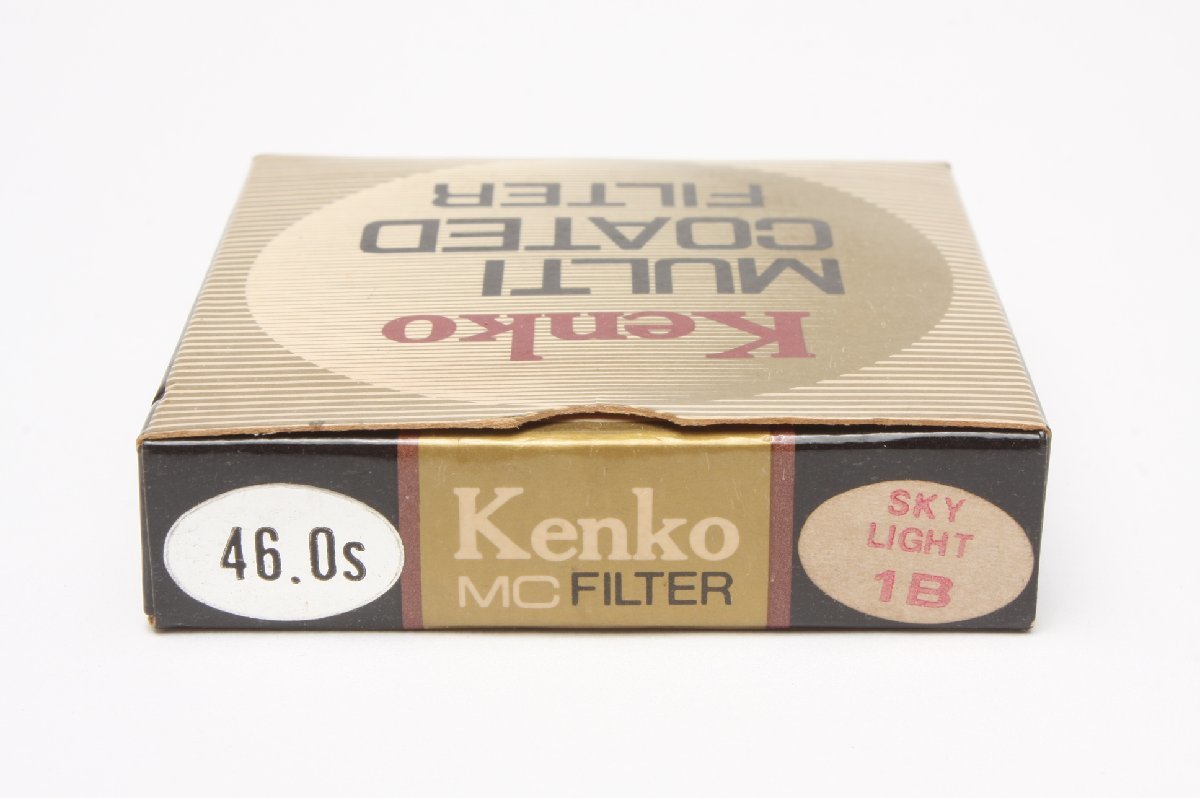 Kenko
MULTI
COATED
FILTER
46.0s
Kenko
MC FILTER
SKY
LIGHT
1B